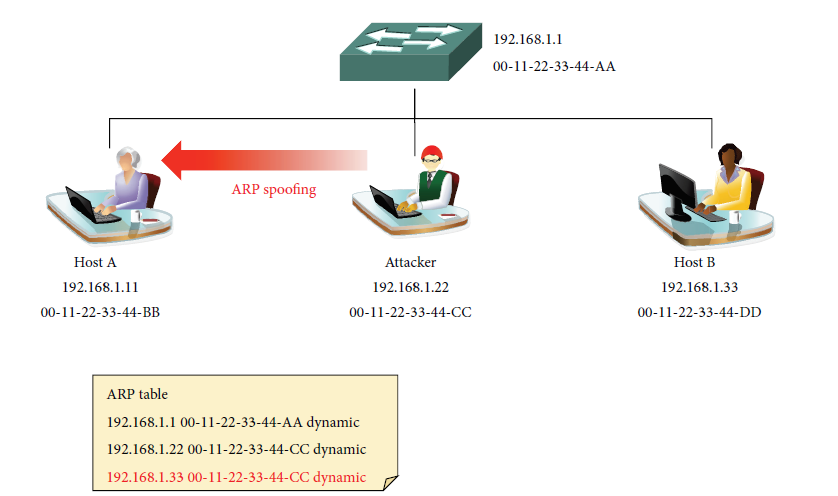 192.168.1.1
00-11-22-33-44-AA
ARP spoofing
Host A
192.168.1.11
00-11-22-33-44-BB
Attacker
192.168.1.22
00-11-22-33-44-CC
Host B
192.168.1.33
00-11-22-33-44-DD
ARP table
192.168.1.1 00-11-22-33-44-AA dynamic
192.168.1.22 00-11-22-33-44-CC dynamic
192.168.1.33 00-11-22-33-44-CC dynamic